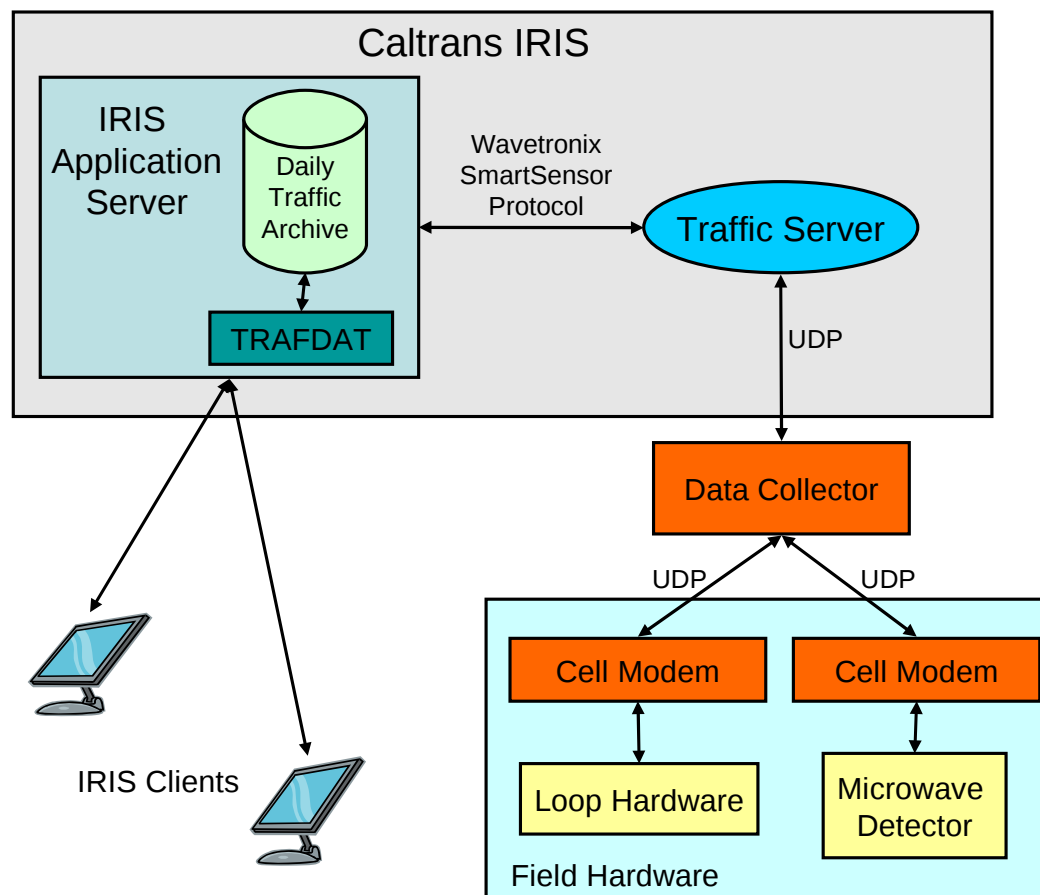 Caltrans IRIS
IRIS
Application
Server
Daily
Traffic
Archive
TRAFDAT
Wavetronix
SmartSensor
Protocol
Traffic Server
UDP
Data Collector
UDP
UDP
Cell Modem
Cell Modem
Loop Hardware
Microwave
Detector
Field Hardware
IRIS Clients